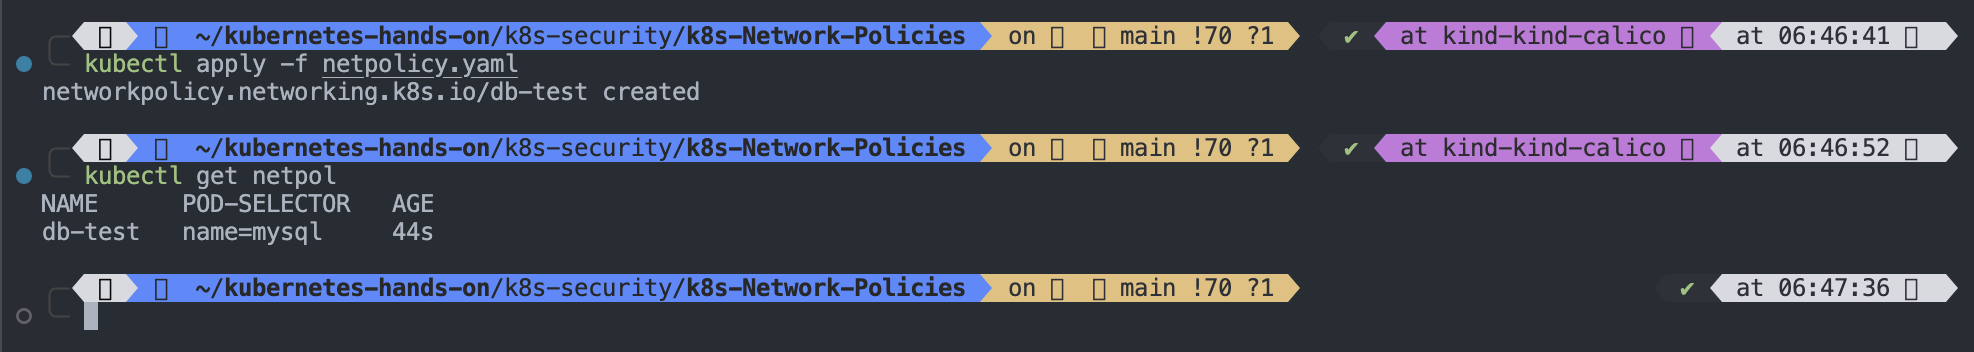 ~/kubernetes-hands-on/k8s-security/k8s-Network-Policies on main !70 ?1 ✔ at kind-kind-calico at 06:46:41
kubectl apply -f netpolicy.yaml
networkpolicy.networking.k8s.io/db-test created
~/kubernetes-hands-on/k8s-security/k8s-Network-Policies on main !70 ?1 ✔ at kind-kind-calico at 06:46:52
kubectl get netpol
NAME POD-SELECTOR AGE
db-test name=mysql 44s
~/kubernetes-hands-on/k8s-security/k8s-Network-Policies on main !70 ?1 ✔ at 06:47:36